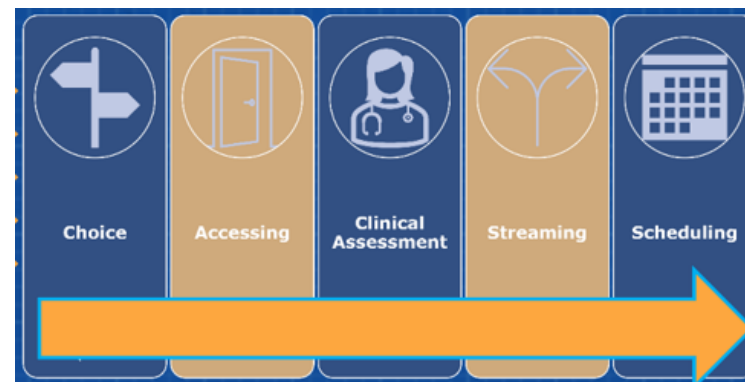 Choice
Accessing
Clinical
Assessment
Streaming
Scheduling